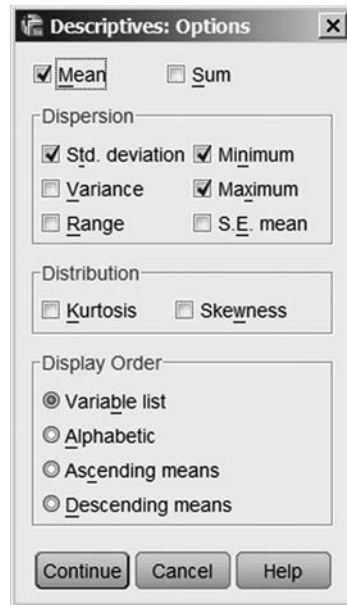 Descriptives: Options
Mean Sum
Dispersion
Std. deviation Minimum
Variance Maximum
Range S.E. mean
Distribution
Kurtosis Skewness
Display Order
Variable list
Alphabetic
Ascending means
Descending means
Continue Cancel Help